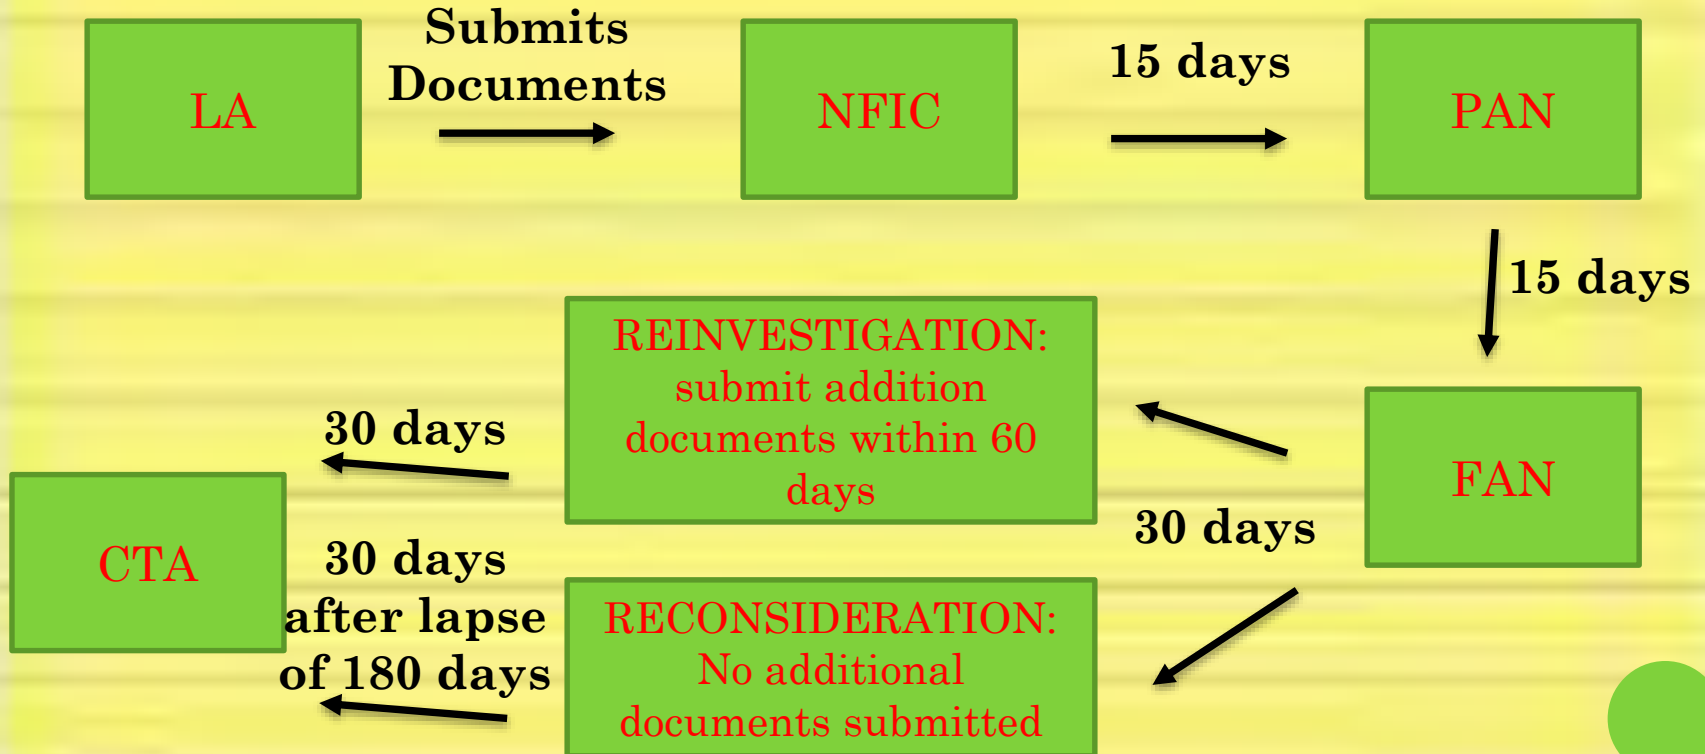 LA
Submits
Documents
NFIC
15 days
PAN
15 days
FAN
30 days
REINVESTIGATION:
submit addition
documents within 60
days
RECONSIDERATION:
No additional
documents submitted
30 days
30 days
after lapse
of 180 days
CTA